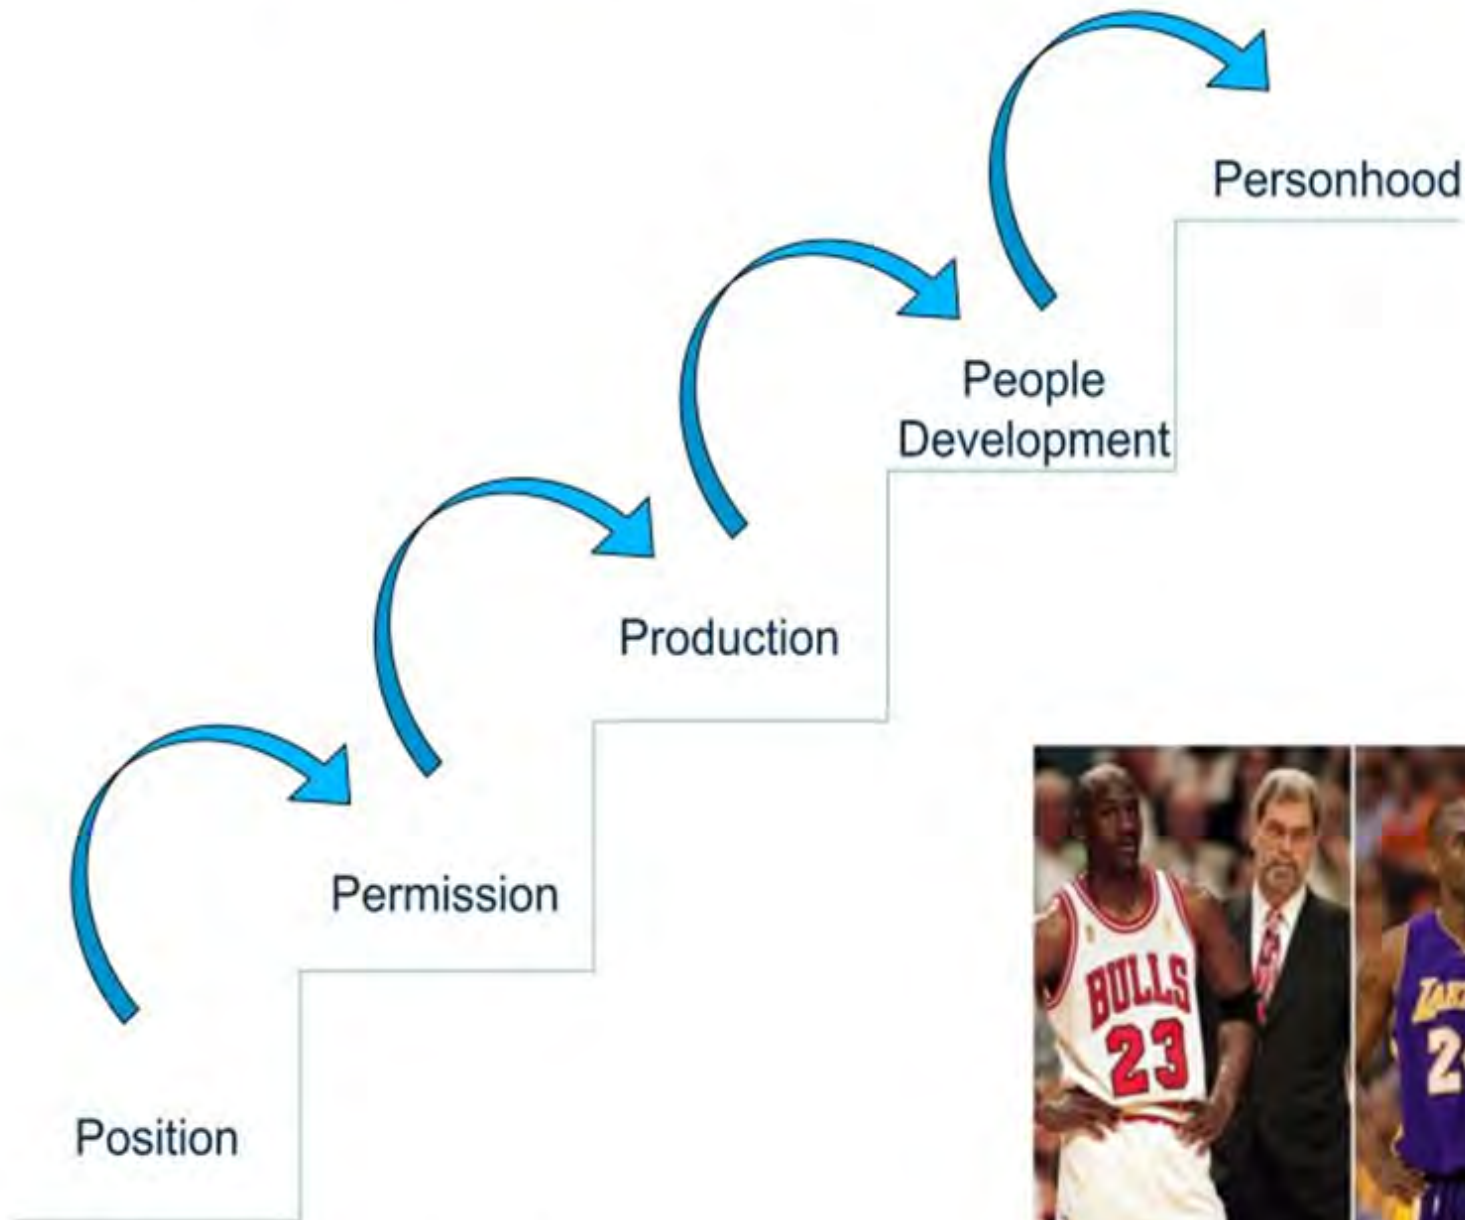 Personhood
People
Development
Production
Permission
Position
BULLS
23